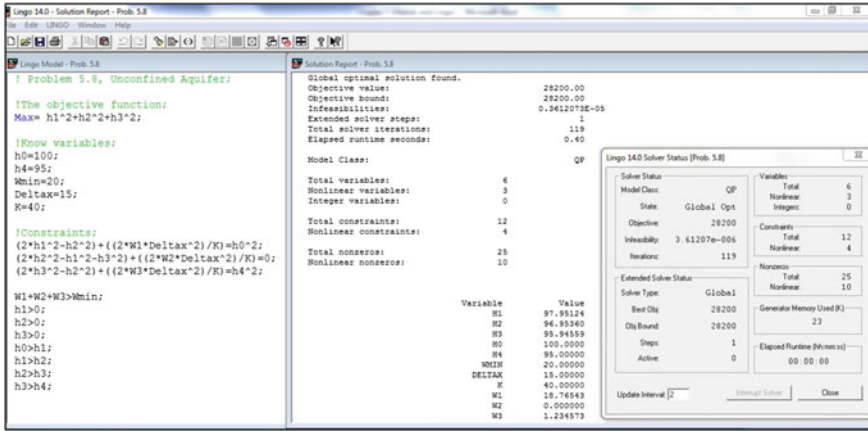 Lingo 14.0 - Solution Report - Prob. 5.8
File Edit LINGO Window Help
Lingo Model - Prob. 5.8
! Problem 5.8, Unconfined Aquifer;
!The objective function;
Max= h1^2+h2^2+h3^2;
!Know variables;
h0=100;
h4=95;
Wmin=20;
Deltax=15;
K=40;
!Constraints;
(2*h1^2-h2^2)+((2*W1*Deltax^2)/K)=h0^2;
(2*h2^2-h1^2-h3^2)+((2*W2*Deltax^2)/K)=0;
(2*h3^2-h2^2)+((2*W3*Deltax^2)/K)=h4^2;
W1+W2+W3>Wmin;
h1>0;
h2>0;
h3>0;
h0>h1;
h1>h2;
h2>h3;
h3>h4;
Solution Report - Prob. 5.8
Global optimal solution found.
Objective value: 28200.00
Objective bound: 28200.00
Infeasibilities: 0.3612073E-05
Extended solver steps: 1
Total solver iterations: 119
Elapsed runtime seconds: 0.40
Model Class: QP
Total variables: 6
Nonlinear variables: 3
Integer variables: 0
Total constraints: 12
Nonlinear constraints: 4
Total nonzeros: 25
Nonlinear nonzeros: 10
Variable Value
H1 97.95124
H2 96.95360
H3 95.94559
H0 100.0000
H4 95.00000
WMIN 20.00000
DELTAX 15.00000
K 40.00000
W1 18.76543
W2 0.000000
W3 1.234573
Lingo 14.0 Solver Status [Prob. 5.8]
Solver Status
Model Class: QP
State: Global Opt
Objective: 28200
Infeasibility: 3.61207e-006
Iterations: 119
Extended Solver Status
Solver Type: Global
Best Obj: 28200
Obj Bound: 28200
Steps: 1
Active: 0
Update Interval: 2
Variables
Total: 6
Nonlinear: 3
Integers: 0
Constraints
Total: 12
Nonlinear: 4
Nonzeros
Total: 25
Nonlinear: 10
Generator Memory Used (K)
23
Elapsed Runtime (hh:mm:ss)
00:00:00
Interrupt Solver
Close